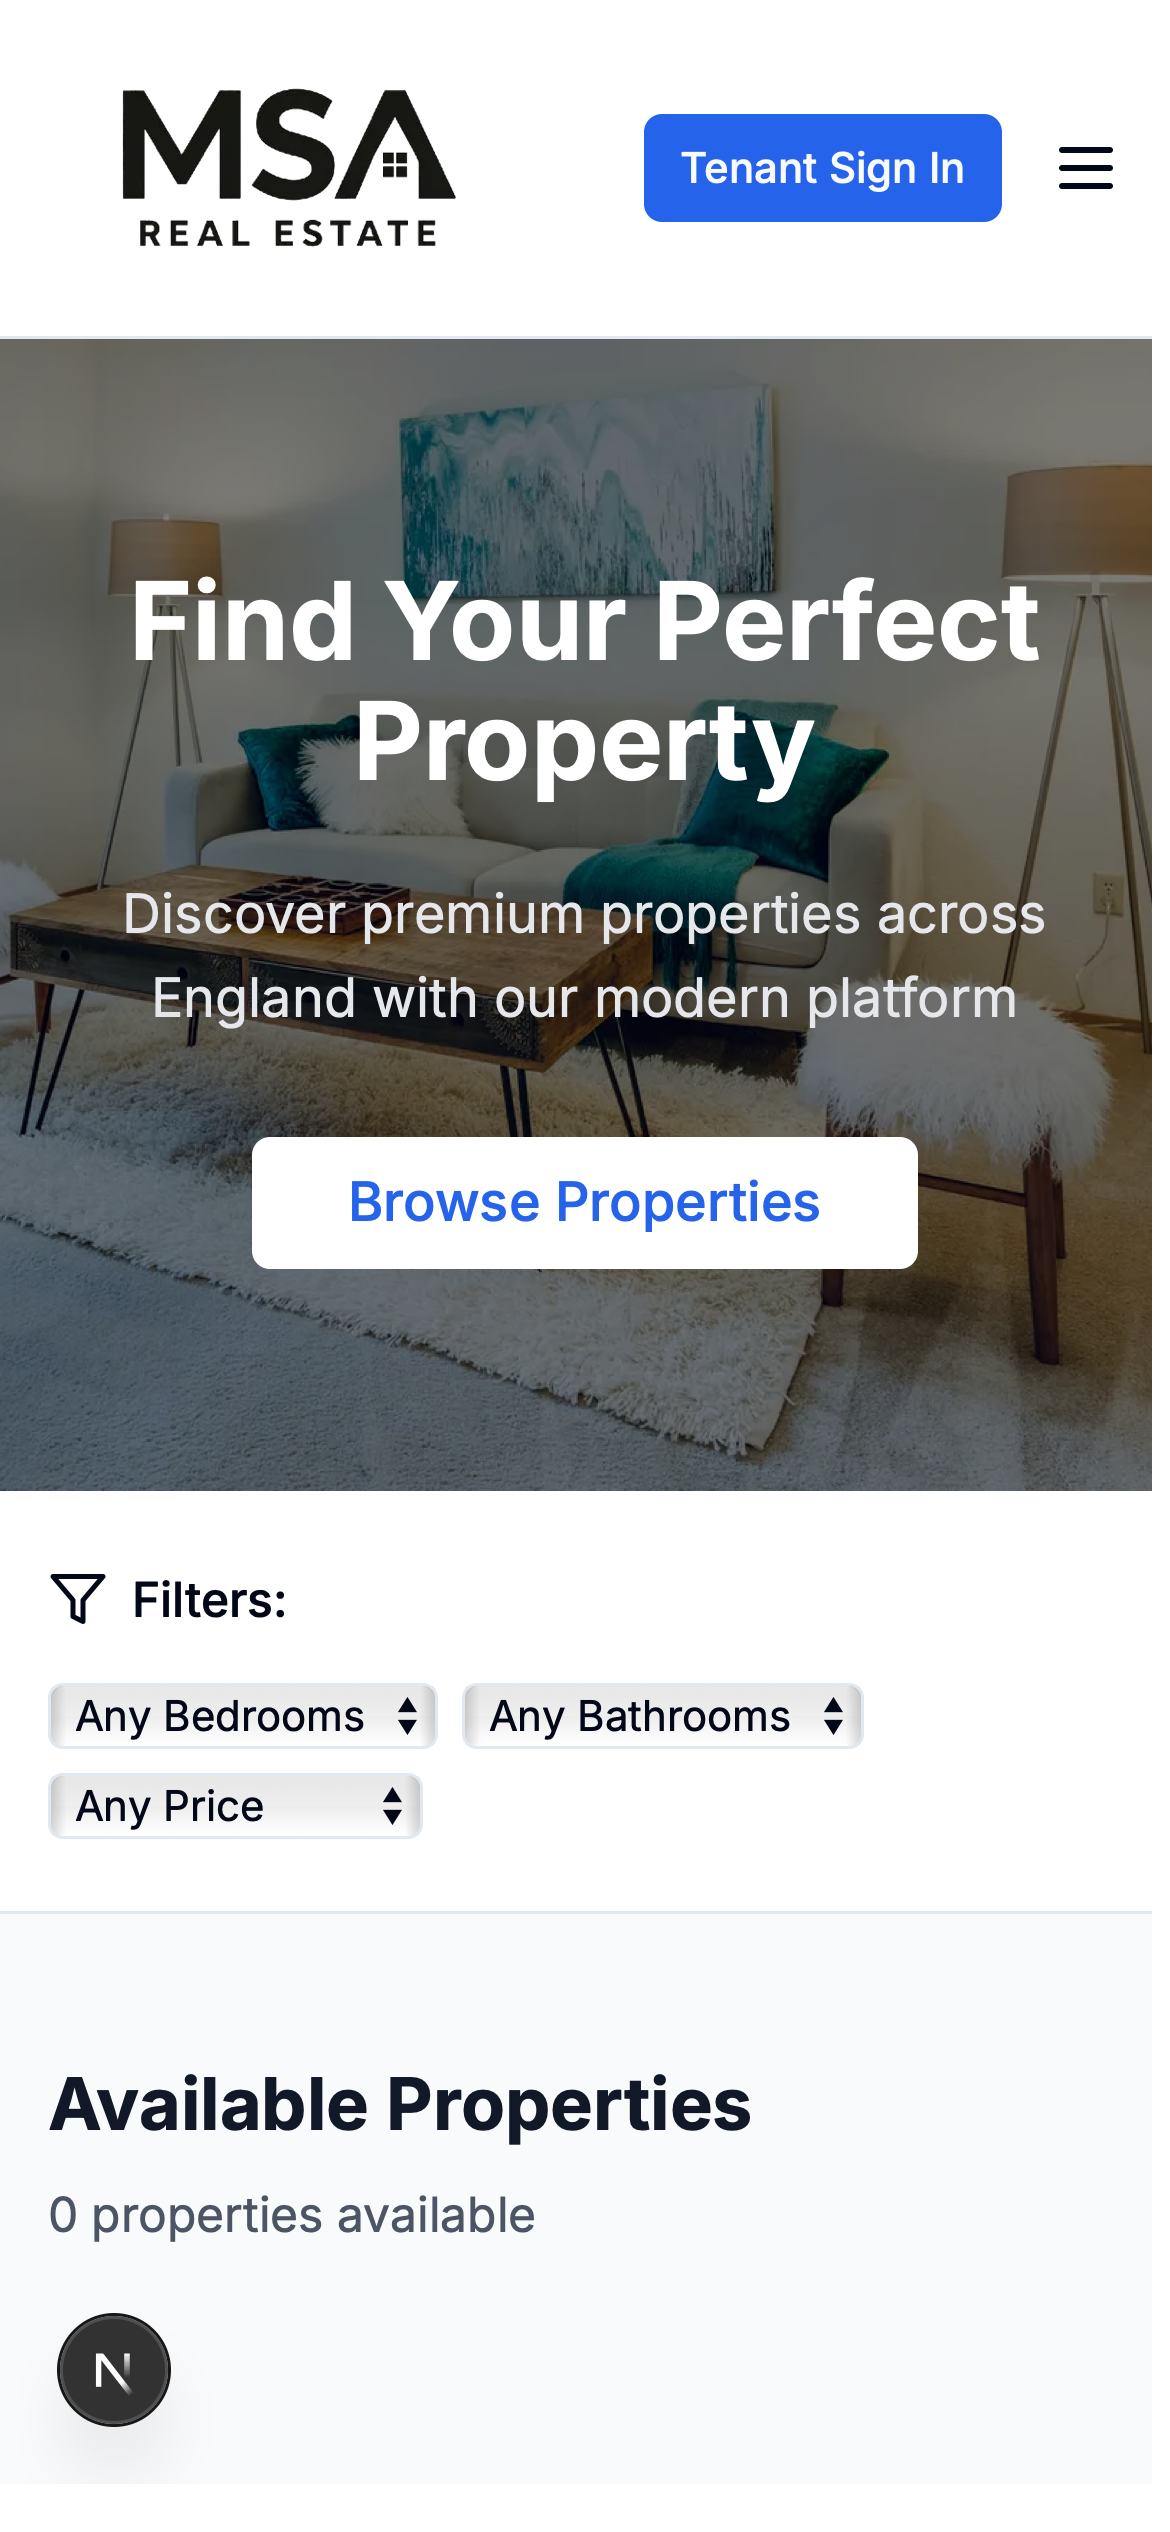 MSA
REAL ESTATE
Tenant Sign In
Find Your Perfect
Property
Discover premium properties across
England with our modern platform
Browse Properties
Filters:
Any Bedrooms
Any Bathrooms
Any Price
Available Properties
0 properties available
N